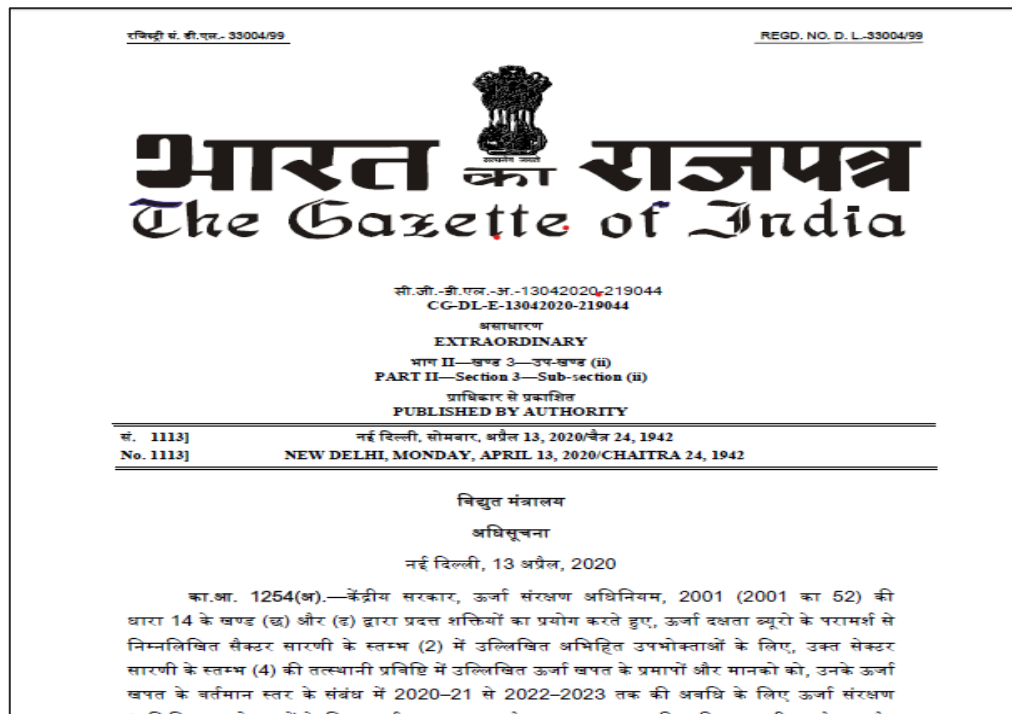 रजिस्ट्री सं. डी.एल.- 33004/99
REGD. NO. D. L.-33004/99
सत्यमेव जयते
भारत का राजपत्र
The Gazette of India
सी.जी.-डी.एल.-अ.-13042020-219044
CG-DL-E-13042020-219044
असाधारण
EXTRAORDINARY
भाग II—खण्ड 3—उप-खण्ड (ii)
PART II—Section 3—Sub-section (ii)
प्राधिकार से प्रकाशित
PUBLISHED BY AUTHORITY
सं. 1113] नई दिल्ली, सोमबार, अप्रैल 13, 2020/चैत्र 24, 1942
No. 1113] NEW DELHI, MONDAY, APRIL 13, 2020/CHAITRA 24, 1942
विद्युत मंत्रालय
अधिसूचना
नई दिल्ली, 13 अप्रैल, 2020
का.आ. 1254(अ).—केंद्रीय सरकार, ऊर्जा संरक्षण अधिनियम, 2001 (2001 का 52) की
धारा 14 के खण्ड (छ) और (ढ) द्वारा प्रदत्त शक्तियों का प्रयोग करते हुए, ऊर्जा दक्षता ब्यूरो के परामर्श से
निम्नलिखित सैक्टर सारणी के स्तम्भ (2) में उल्लिखित अभिहित उपभोक्ताओं के लिए, उक्त सेक्टर
सारणी के स्तम्भ (4) की तत्स्थानी प्रविष्टि में उल्लिखित ऊर्जा खपत के प्रमापों और मानको को, उनके ऊर्जा
खपत के वर्तमान स्तर के संबंध में 2020–21 से 2022–2023 तक की अवधि के लिए ऊर्जा संरक्षण